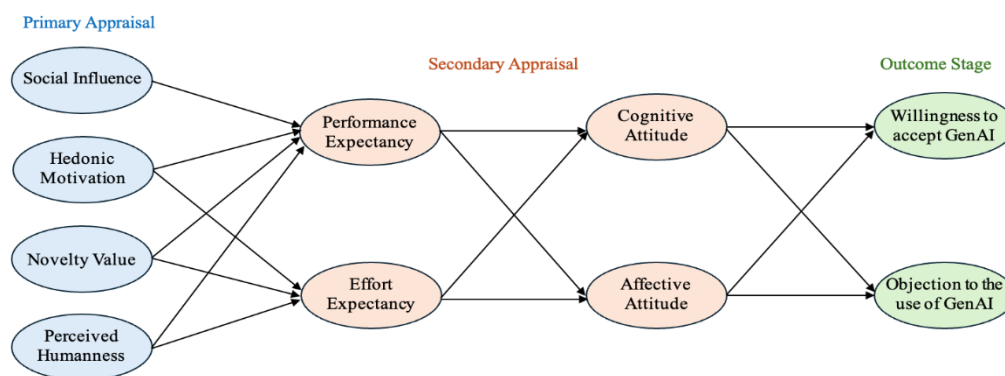 Primary Appraisal
Social Influence
Hedonic
Motivation
Novelty Value
Perceived
Humanness
Secondary Appraisal
Performance
Expectancy
Effort
Expectancy
Cognitive
Attitude
Affective
Attitude
Outcome Stage
Willingness to
accept GenAI
Objection to the
use of GenAI